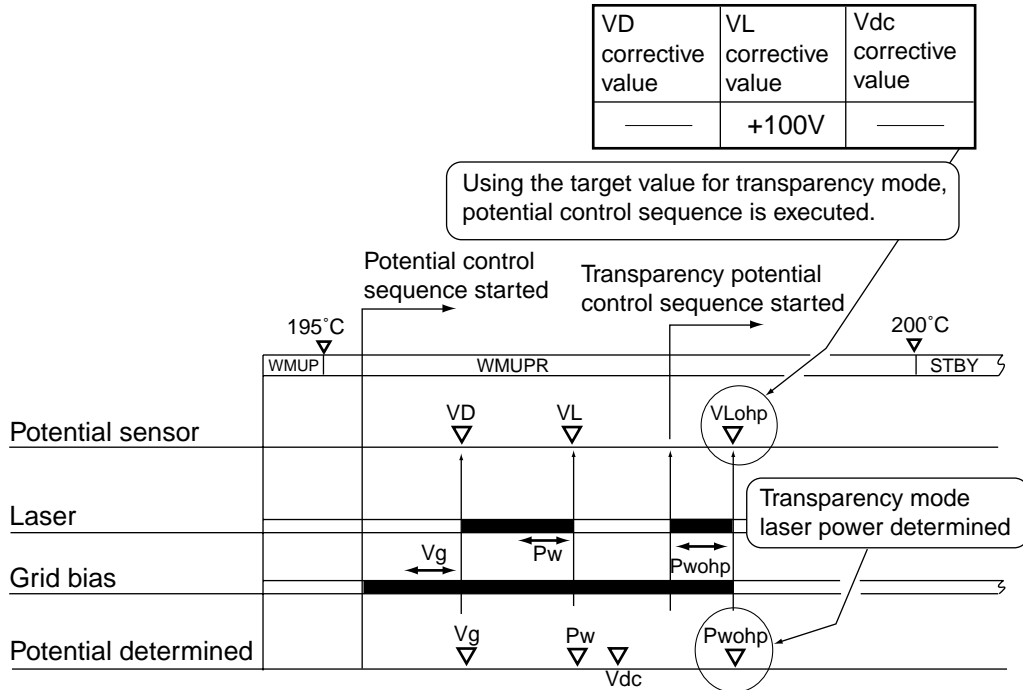 VD corrective value
VL corrective value
Vdc corrective value
+100V
Using the target value for transparency mode,
potential control sequence is executed.
Potential control
sequence started
Transparency potential
control sequence started
195˚C
200˚C
WMUP
WMUPR
STBY
Potential sensor
VD
VL
VLohp
Laser
Transparency mode
laser power determined
Vg
Pw
Pwohp
Grid bias
Potential determined
Vg
Pw
Vdc
Pwohp